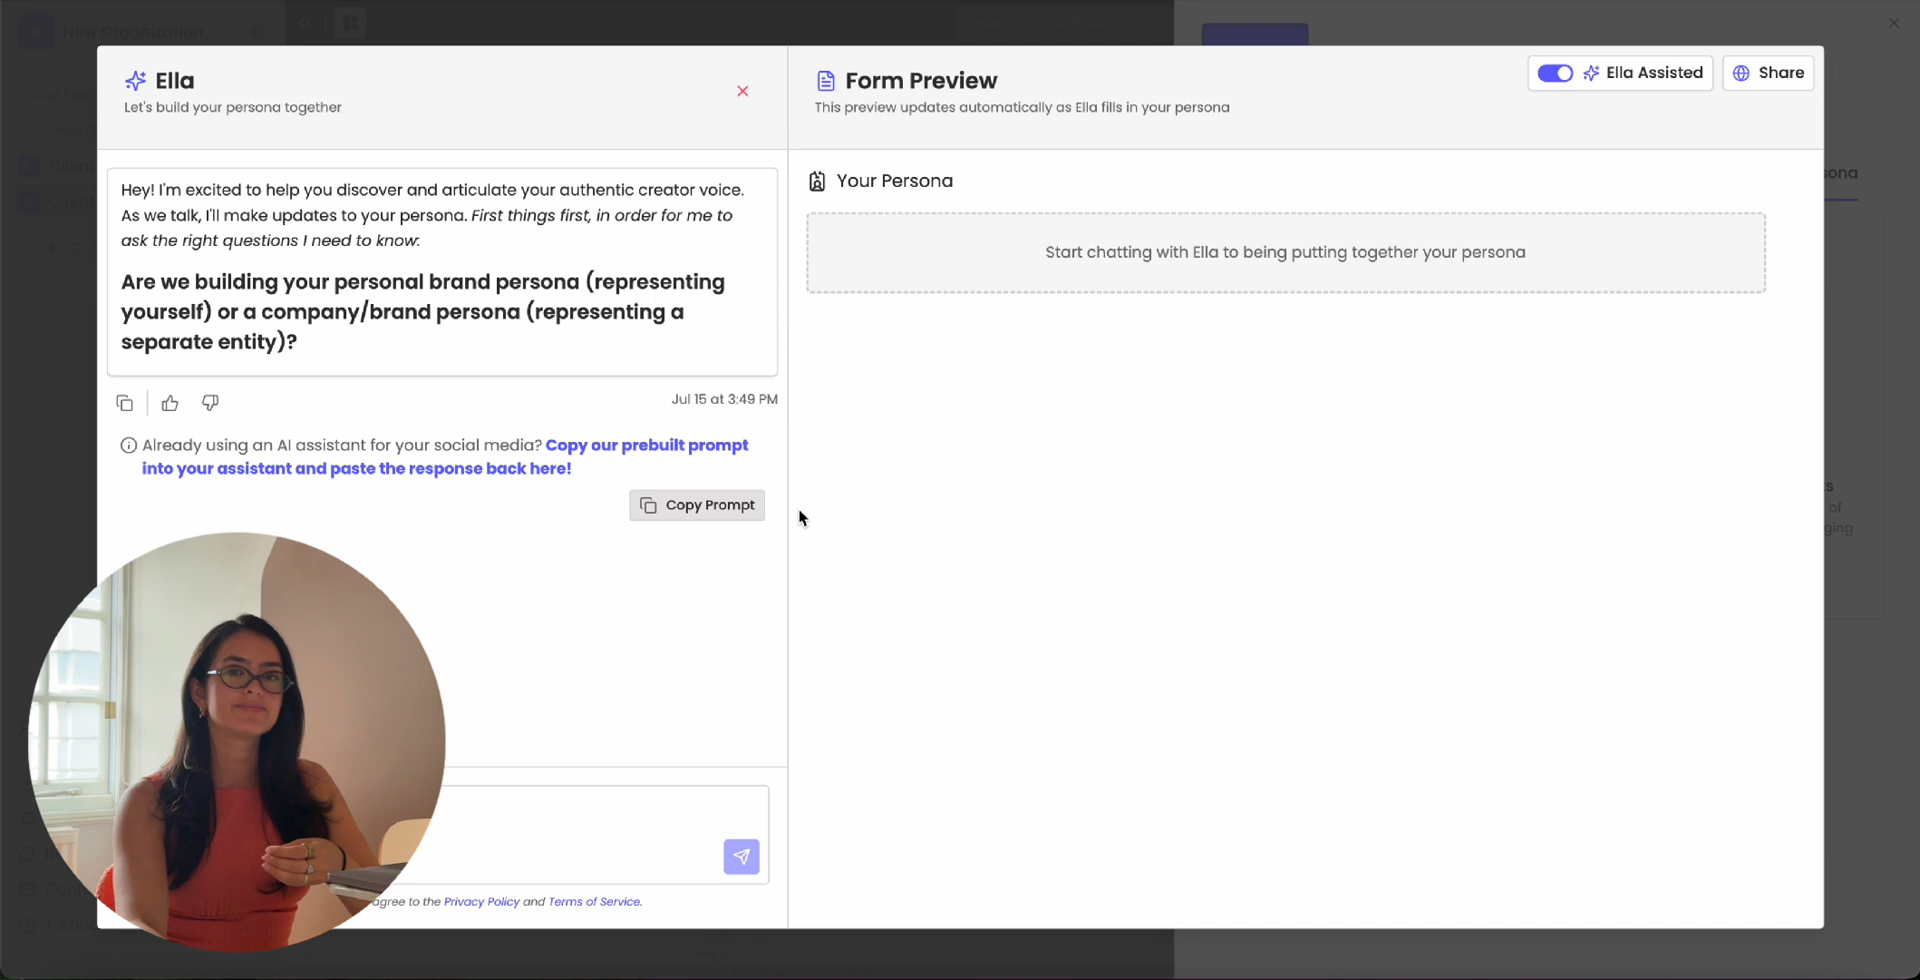 New Organization
Ella
Let's build your persona together
Hey! I'm excited to help you discover and articulate your authentic creator voice.
As we talk, I'll make updates to your persona. First things first, in order for me to
ask the right questions I need to know:
Are we building your personal brand persona (representing
yourself) or a company/brand persona (representing a
separate entity)?
Jul 15 at 3:49 PM
Already using an AI assistant for your social media? Copy our prebuilt prompt
into your assistant and paste the response back here!
Copy Prompt
agree to the Privacy Policy and Terms of Service.
Form Preview
This preview updates automatically as Ella fills in your persona
Ella Assisted
Share
Your Persona
Start chatting with Ella to being putting together your persona
sona
of
ging